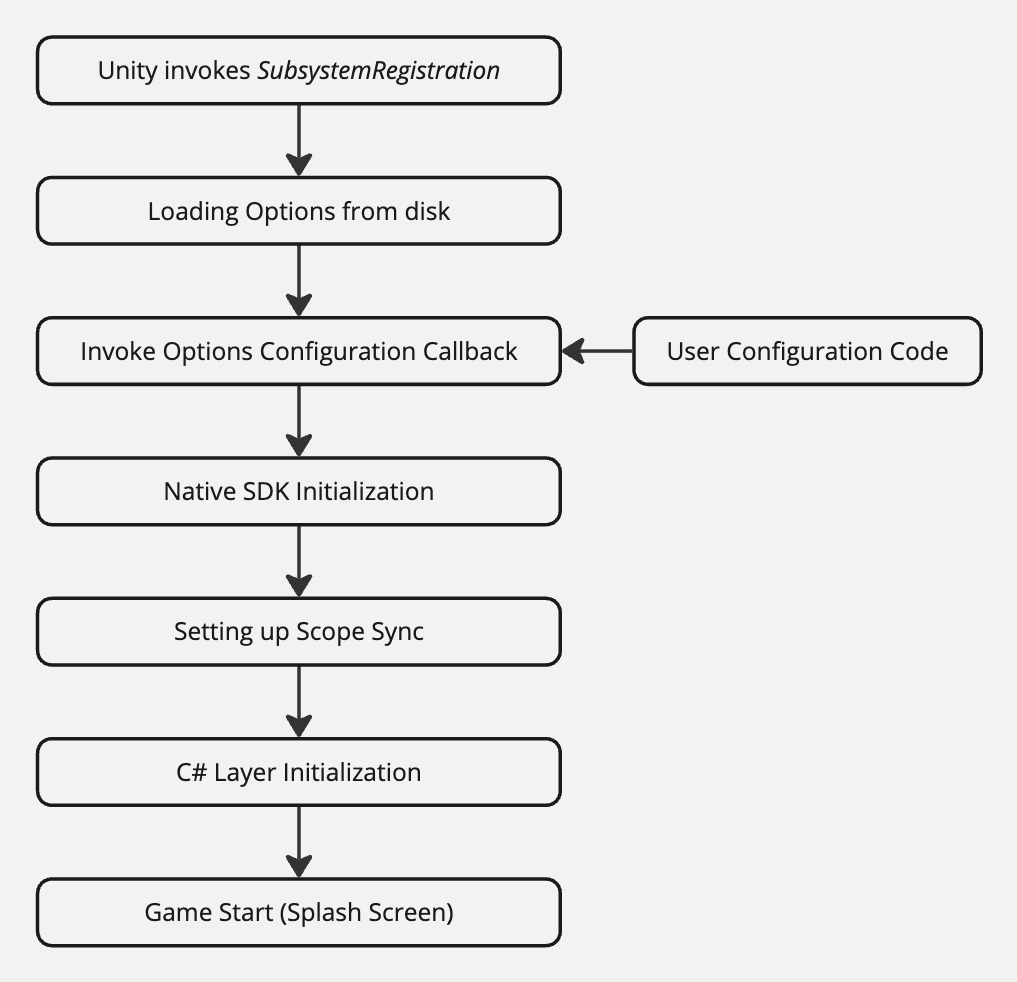 Unity invokes SubsystemRegistration
Loading Options from disk
Invoke Options Configuration Callback
User Configuration Code
Native SDK Initialization
Setting up Scope Sync
C# Layer Initialization
Game Start (Splash Screen)